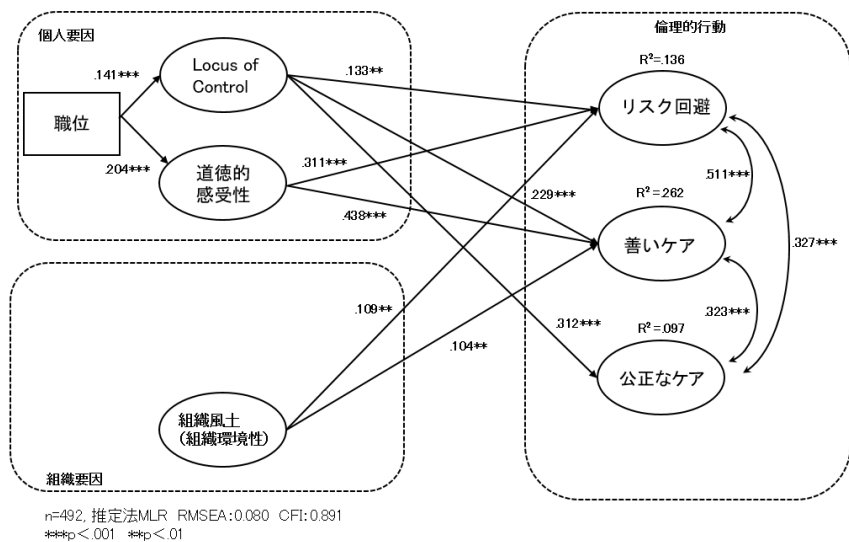 個人要因
倫理的行動
Locus of
Control
.141***
職位
.204***
道徳的
感受性
.133**
.311***
.438***
.229***
.109**
.104**
.312***
R²=.136
リスク回避
.511***
R²=.262
善いケア
.327***
.323***
R²=.097
公正なケア
組織風土
(組織環境性)
組織要因
n=492, 推定法MLR RMSEA:0.080 CFI:0.891
***p<.001 **p<.01